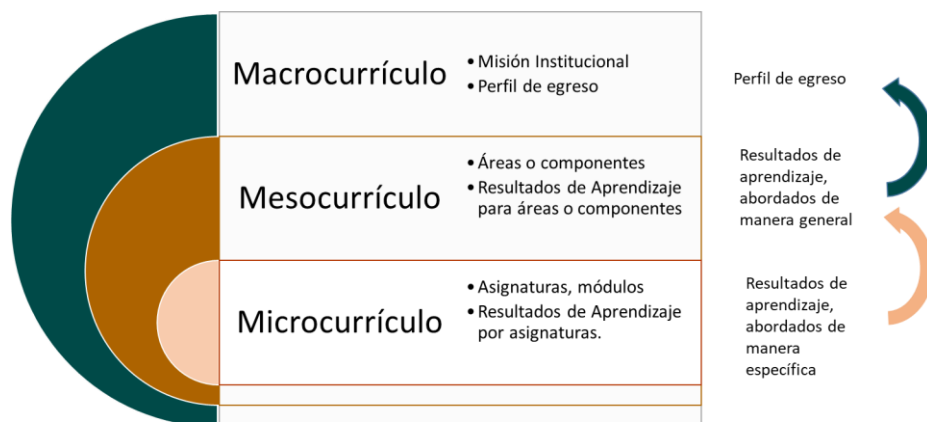 Macrocurrículo
• Misión Institucional
• Perfil de egreso
Perfil de egreso
Mesocurrículo
• Áreas o componentes
• Resultados de Aprendizaje
para áreas o componentes
Resultados de
aprendizaje,
abordados de
manera general
Microcurrículo
• Asignaturas, módulos
• Resultados de Aprendizaje
por asignaturas.
Resultados de
aprendizaje,
abordados de
manera
específica